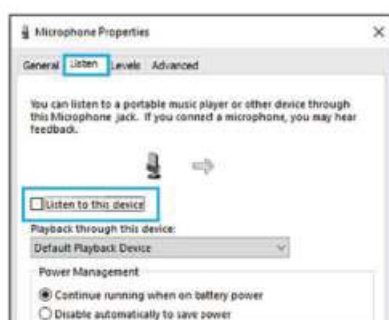 Microphone Properties
General Listen Levels Advanced
You can listen to a portable music player or other device through
this Microphone jack. If you connect a microphone, you may hear
feedback.
Listen to this device
Playback through this device:
Default Playback Device
Power Management
Continue running when on battery power
Disable automatically to save power